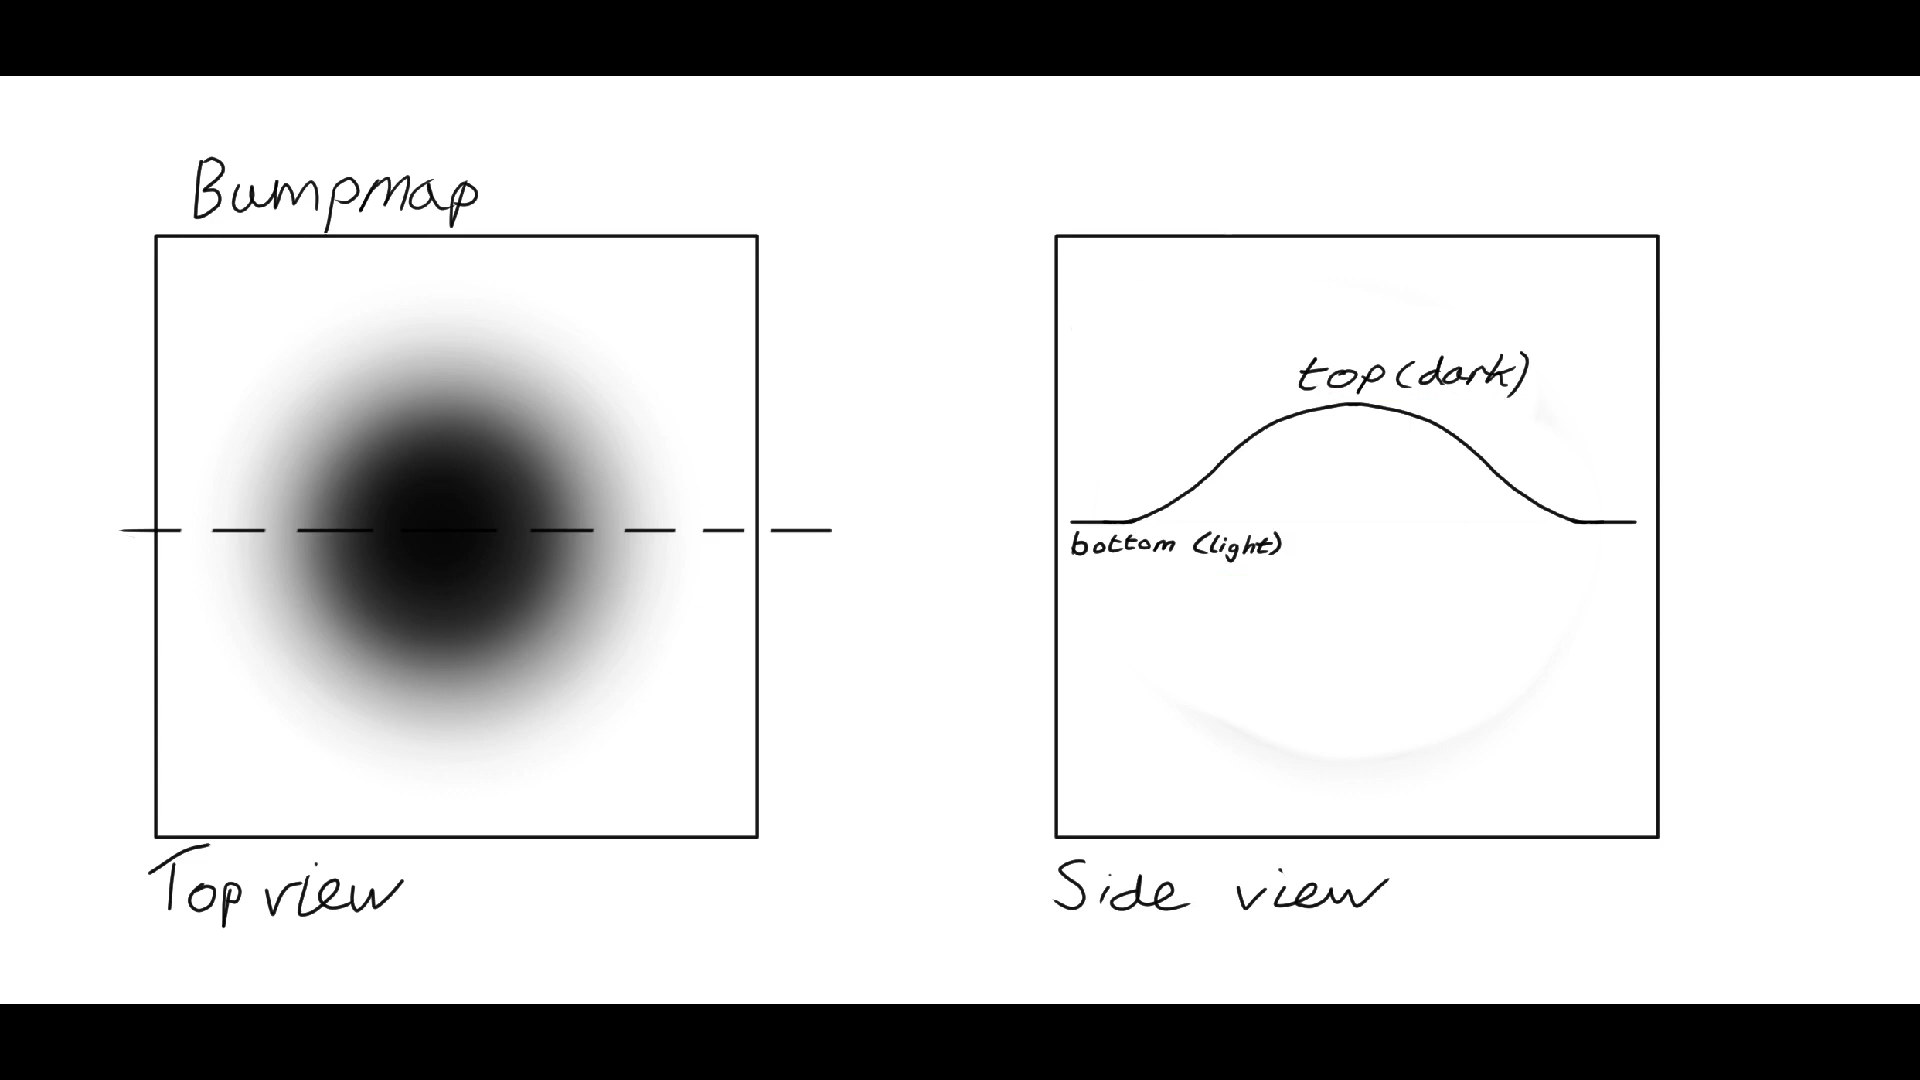 Bumpmap
top (dark)
bottom (light)
Top view
Side view